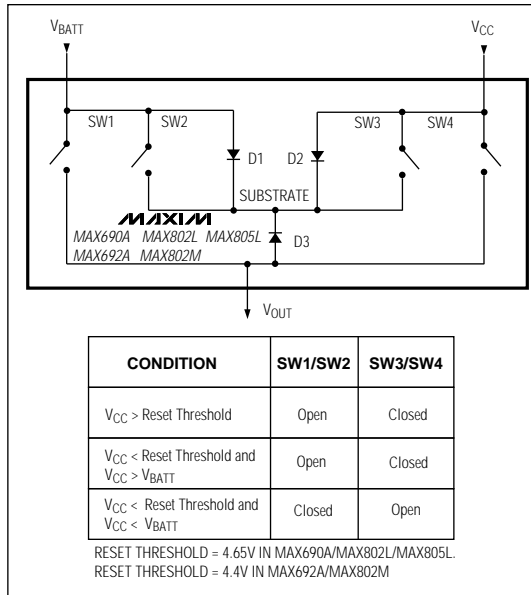 VBATT
VCC
SW1 SW2 SW3 SW4
D1 D2
SUBSTRATE
MAXIM
MAX690A MAX802L MAX805L
MAX692A MAX802M
D3
VOUT
CONDITION SW1/SW2 SW3/SW4
VCC > Reset Threshold Open Closed
VCC < Reset Threshold and
VCC > VBATT Open Closed
VCC < Reset Threshold and
VCC < VBATT Closed Open
RESET THRESHOLD = 4.65V IN MAX690A/MAX802L/MAX805L.
RESET THRESHOLD = 4.4V IN MAX692A/MAX802M